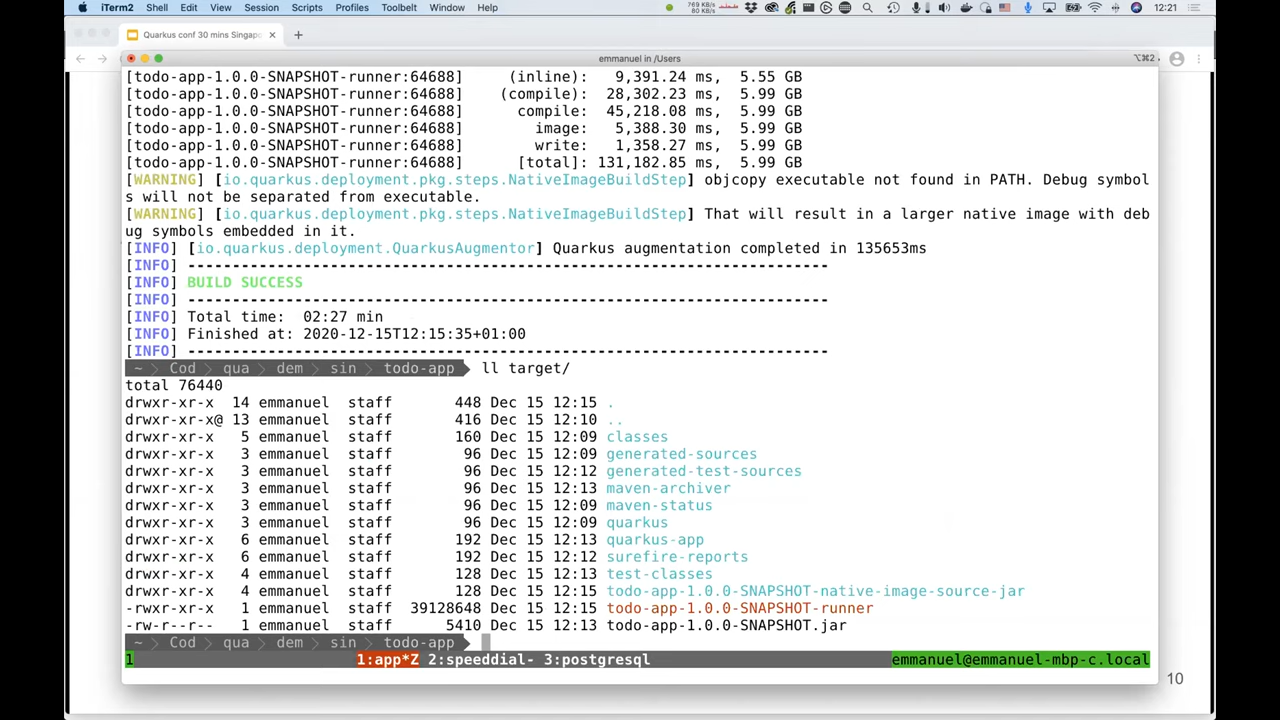 iTerm2 Shell Edit View Session Scripts Profiles Toolbelt Window Help
769 KB/s
60 KB/s
12:21
Quarkus conf 30 mins Singap
emmanuel in /Users
⌥⌘2
[todo-app-1.0.0-SNAPSHOT-runner:64688]     (inline):   9,391.24 ms,  5.55 GB
[todo-app-1.0.0-SNAPSHOT-runner:64688]    (compile):  28,302.23 ms,  5.99 GB
[todo-app-1.0.0-SNAPSHOT-runner:64688]      compile:  45,218.08 ms,  5.99 GB
[todo-app-1.0.0-SNAPSHOT-runner:64688]        image:   5,388.30 ms,  5.99 GB
[todo-app-1.0.0-SNAPSHOT-runner:64688]        write:   1,358.27 ms,  5.99 GB
[todo-app-1.0.0-SNAPSHOT-runner:64688]      [total]: 131,182.85 ms,  5.99 GB
[WARNING] [io.quarkus.deployment.pkg.steps.NativeImageBuildStep] objcopy executable not found in PATH. Debug symbol
s will not be separated from executable.
[WARNING] [io.quarkus.deployment.pkg.steps.NativeImageBuildStep] That will result in a larger native image with deb
ug symbols embedded in it.
[INFO] [io.quarkus.deployment.QuarkusAugmentor] Quarkus augmentation completed in 135653ms
[INFO] ------------------------------------------------------------------------
[INFO] BUILD SUCCESS
[INFO] ------------------------------------------------------------------------
[INFO] Total time:  02:27 min
[INFO] Finished at: 2020-12-15T12:15:35+01:00
[INFO] ------------------------------------------------------------------------
~ > Cod > qua > dem > sin > todo-app > ll target/
total 76440
drwxr-xr-x  14 emmanuel  staff       448 Dec 15 12:15 .
drwxr-xr-x@ 13 emmanuel  staff       416 Dec 15 12:10 ..
drwxr-xr-x   5 emmanuel  staff       160 Dec 15 12:09 classes
drwxr-xr-x   3 emmanuel  staff        96 Dec 15 12:09 generated-sources
drwxr-xr-x   3 emmanuel  staff        96 Dec 15 12:12 generated-test-sources
drwxr-xr-x   3 emmanuel  staff        96 Dec 15 12:13 maven-archiver
drwxr-xr-x   3 emmanuel  staff        96 Dec 15 12:09 maven-status
drwxr-xr-x   3 emmanuel  staff        96 Dec 15 12:09 quarkus
drwxr-xr-x   6 emmanuel  staff       192 Dec 15 12:13 quarkus-app
drwxr-xr-x   6 emmanuel  staff       192 Dec 15 12:12 surefire-reports
drwxr-xr-x   4 emmanuel  staff       128 Dec 15 12:13 test-classes
drwxr-xr-x   4 emmanuel  staff       128 Dec 15 12:15 todo-app-1.0.0-SNAPSHOT-native-image-source-jar
-rwxr-xr-x   1 emmanuel  staff  39128648 Dec 15 12:15 todo-app-1.0.0-SNAPSHOT-runner
-rw-r--r--   1 emmanuel  staff      5410 Dec 15 12:13 todo-app-1.0.0-SNAPSHOT.jar
~ > Cod > qua > dem > sin > todo-app >
1 1:app*Z 2:speeddial- 3:postgresql emmanuel@emmanuel-mbp-c.local
10